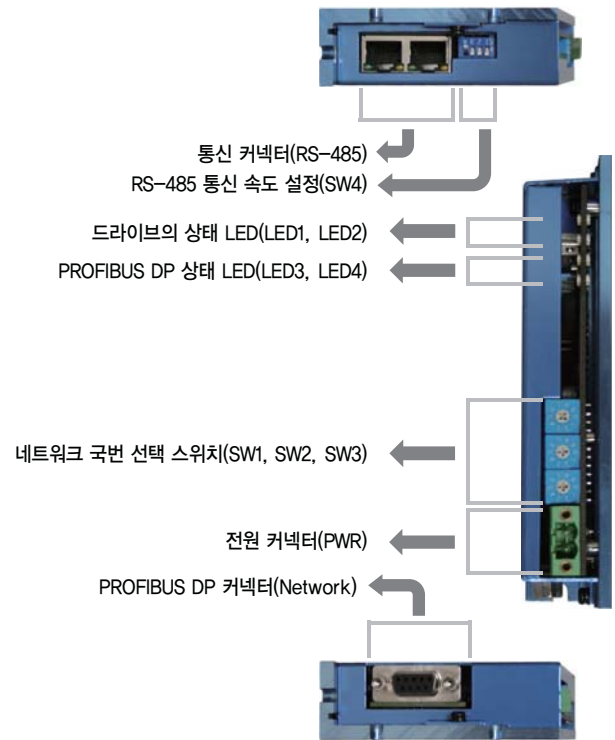 통신 커넥터(RS-485)
RS-485 통신 속도 설정(SW4)
드라이브의 상태 LED(LED1, LED2)
PROFIBUS DP 상태 LED(LED3, LED4)
네트워크 국번 선택 스위치(SW1, SW2, SW3)
전원 커넥터(PWR)
PROFIBUS DP 커넥터(Network)